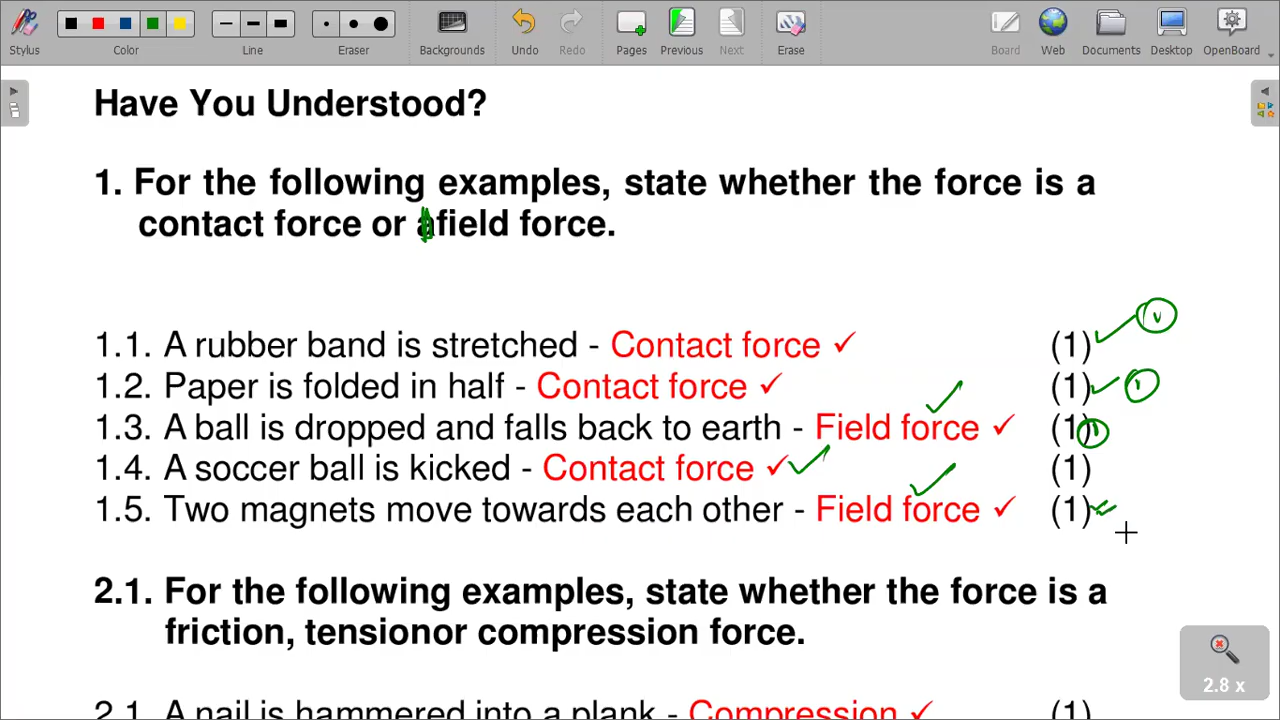 Stylus Color Line Eraser Backgrounds Undo Redo Pages Previous Next Erase Board Web Documents Desktop OpenBoard
Have You Understood?
1. For the following examples, state whether the force is a
contact force or afield force.
1.1. A rubber band is stretched - Contact force ✓ (1)
1.2. Paper is folded in half - Contact force ✓ (1)
1.3. A ball is dropped and falls back to earth - Field force ✓ (1)
1.4. A soccer ball is kicked - Contact force ✓ (1)
1.5. Two magnets move towards each other - Field force ✓ (1)
2.1. For the following examples, state whether the force is a
friction, tensionor compression force.
2.1. A nail is hammered into a plank - Compression ✓ (1)
2.8 x